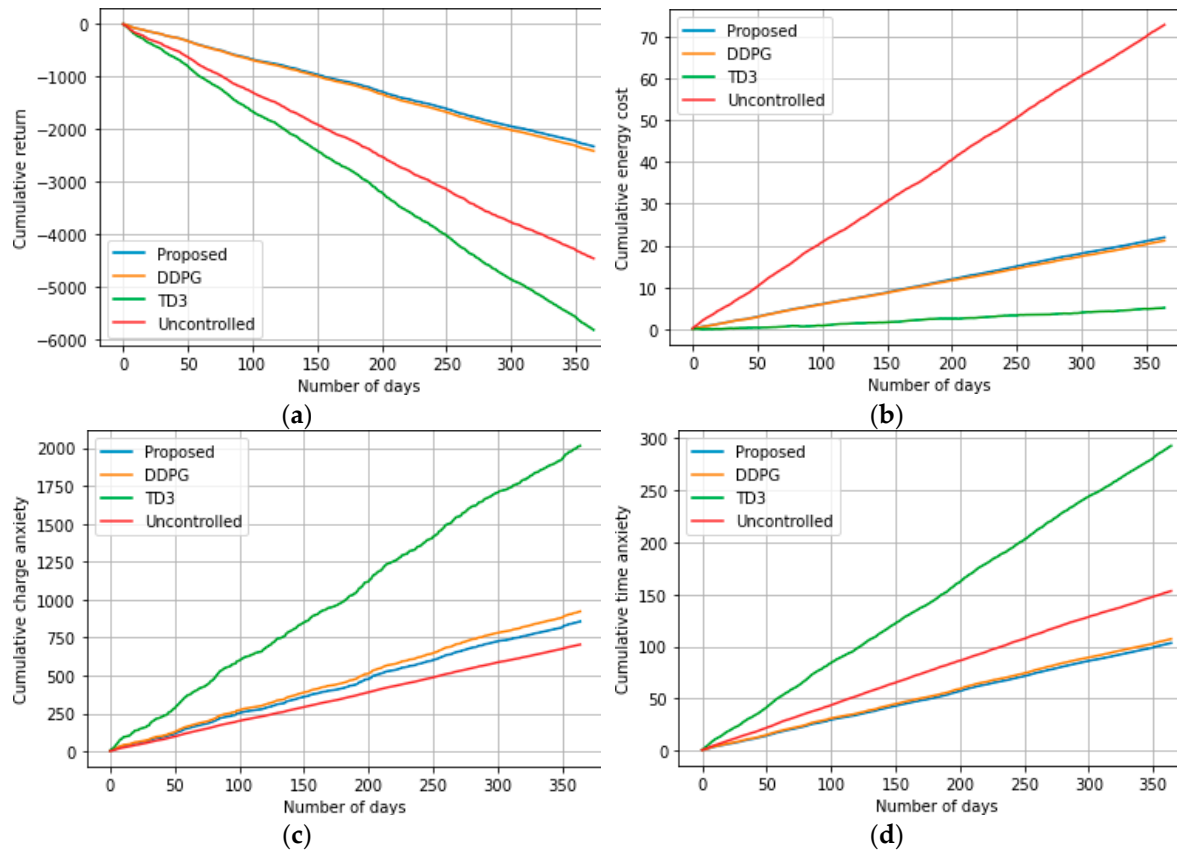 0
−1000
−2000
−3000
−4000
−5000
−6000
Cumulative return
Proposed
DDPG
TD3
Uncontrolled
0 50 100 150 200 250 300 350
Number of days
(a)
70
60
50
40
30
20
10
0
Cumulative energy cost
Proposed
DDPG
TD3
Uncontrolled
0 50 100 150 200 250 300 350
Number of days
(b)
2000
1750
1500
1250
1000
750
500
250
0
Cumulative charge anxiety
Proposed
DDPG
TD3
Uncontrolled
0 50 100 150 200 250 300 350
Number of days
(c)
300
250
200
150
100
50
0
Cumulative time anxiety
Proposed
DDPG
TD3
Uncontrolled
0 50 100 150 200 250 300 350
Number of days
(d)